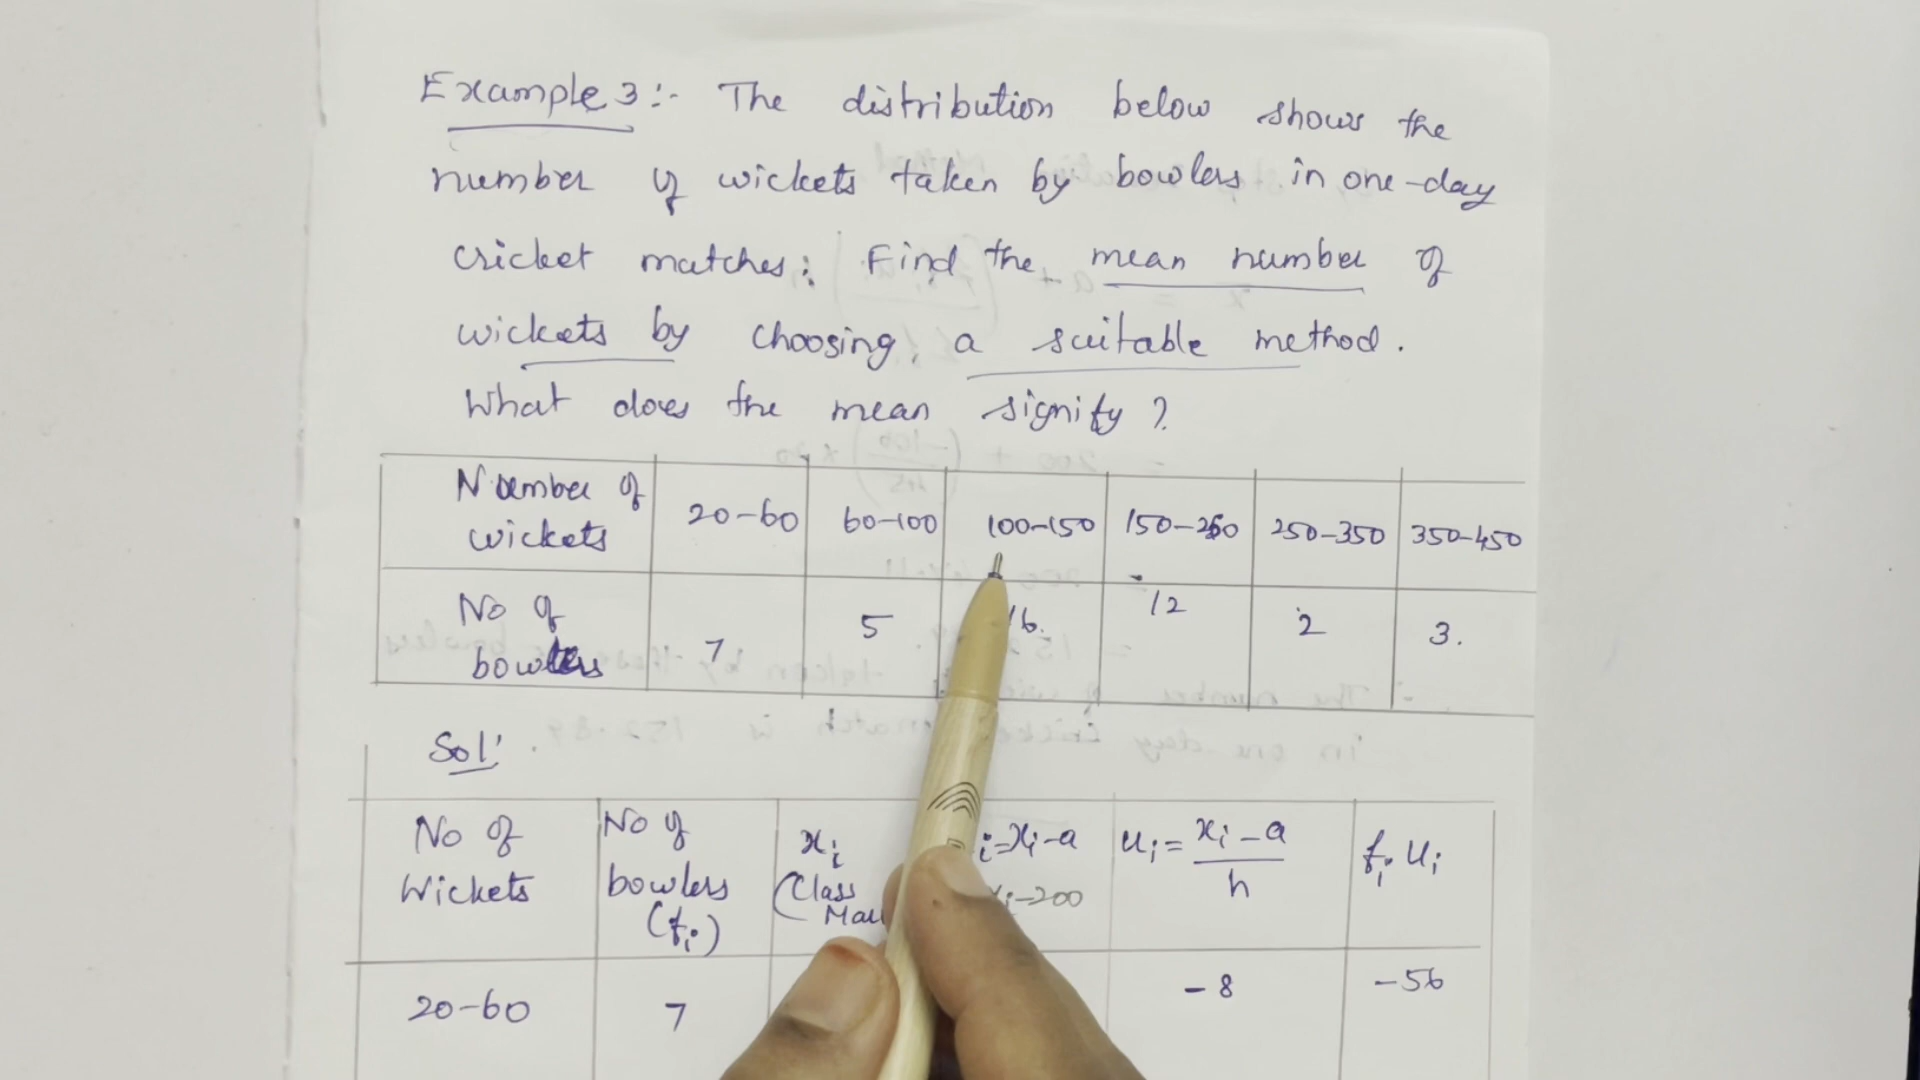 Example 3:- The distribution below shows the
number of wickets taken by bowlers in one-day
cricket matches: Find the mean number of
wickets by choosing a suitable method.
What does the mean signify?
Number of wickets 20-60 60-100 100-150 150-250 250-350 350-450
No of bowlers 7 5 16. 12 2 3.
Sol'
No of Wickets No of bowlers (fi) xi (Class i=xi-a i-200 ui = xi-a / h fi ui
20-60 7 -8 -56